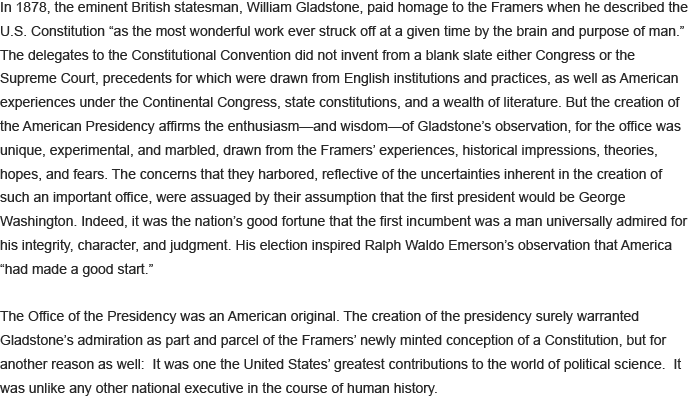 In 1878, the eminent British statesman, William Gladstone, paid homage to the Framers when he described the
U.S. Constitution “as the most wonderful work ever struck off at a given time by the brain and purpose of man.”
The delegates to the Constitutional Convention did not invent from a blank slate either Congress or the
Supreme Court, precedents for which were drawn from English institutions and practices, as well as American
experiences under the Continental Congress, state constitutions, and a wealth of literature. But the creation of
the American Presidency affirms the enthusiasm—and wisdom—of Gladstone’s observation, for the office was
unique, experimental, and marbled, drawn from the Framers’ experiences, historical impressions, theories,
hopes, and fears. The concerns that they harbored, reflective of the uncertainties inherent in the creation of
such an important office, were assuaged by their assumption that the first president would be George
Washington. Indeed, it was the nation’s good fortune that the first incumbent was a man universally admired for
his integrity, character, and judgment. His election inspired Ralph Waldo Emerson’s observation that America
“had made a good start.”

The Office of the Presidency was an American original. The creation of the presidency surely warranted
Gladstone’s admiration as part and parcel of the Framers’ newly minted conception of a Constitution, but for
another reason as well:  It was one the United States’ greatest contributions to the world of political science.  It
was unlike any other national executive in the course of human history.